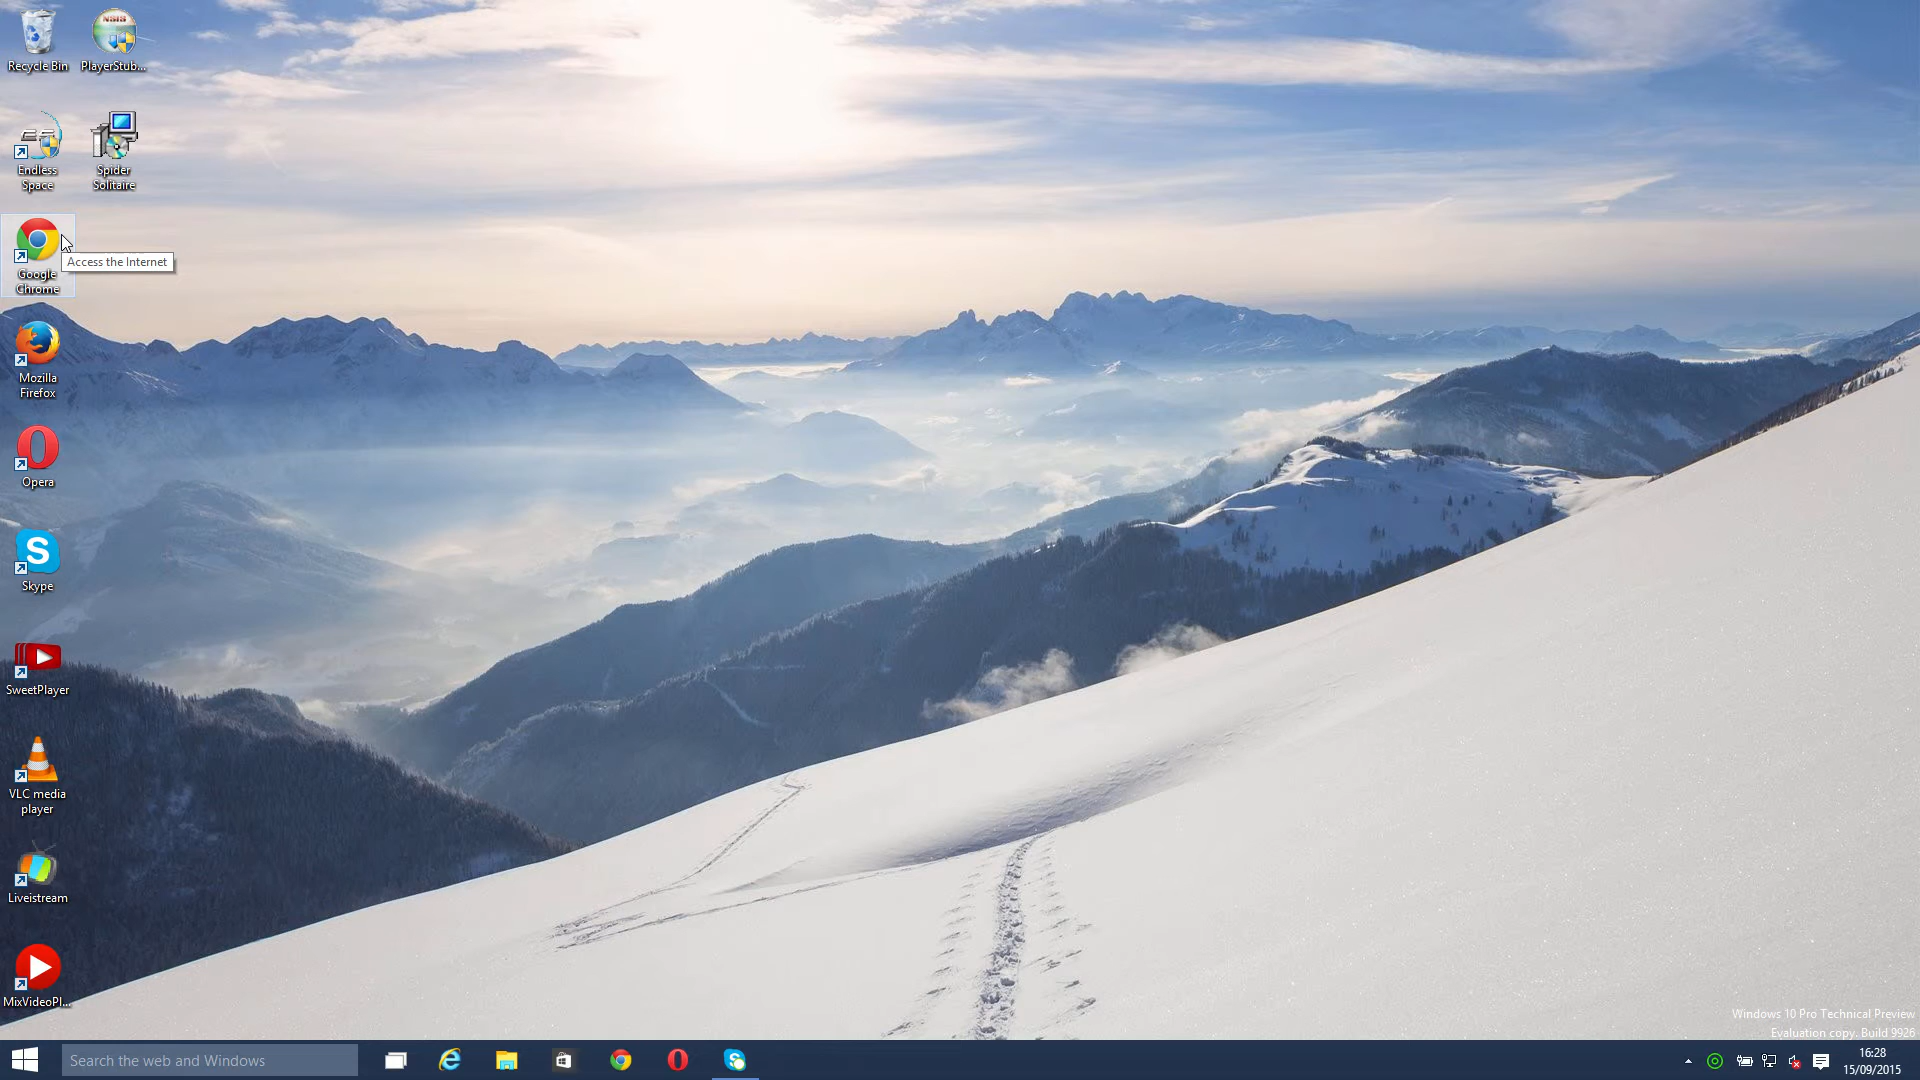 Recycle Bin
NSIS
PlayerStub...
Endless
Space
Spider
Solitaire
Google
Chrome
Access the Internet
Mozilla
Firefox
Opera
Skype
SweetPlayer
VLC media
player
Liveistream
MixVideoPl...
Windows 10 Pro Technical Preview
Evaluation copy. Build 9926
Search the web and Windows
16:28
15/09/2015